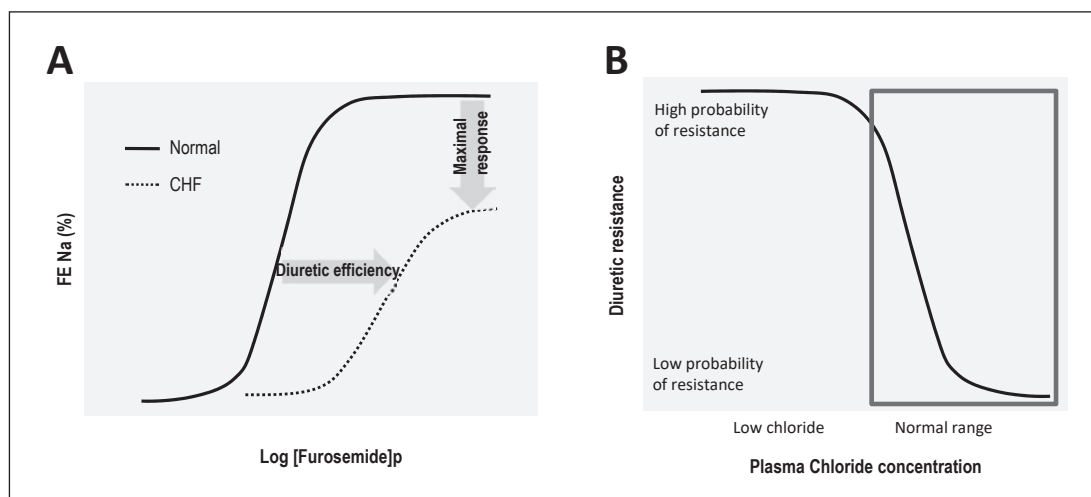 A
Normal
CHF
Maximal
response
Diuretic efficiency
FE Na (%)
Log [Furosemide]p
B
High probability
of resistance
Low probability
of resistance
Diuretic resistance
Low chloride
Normal range
Plasma Chloride concentration